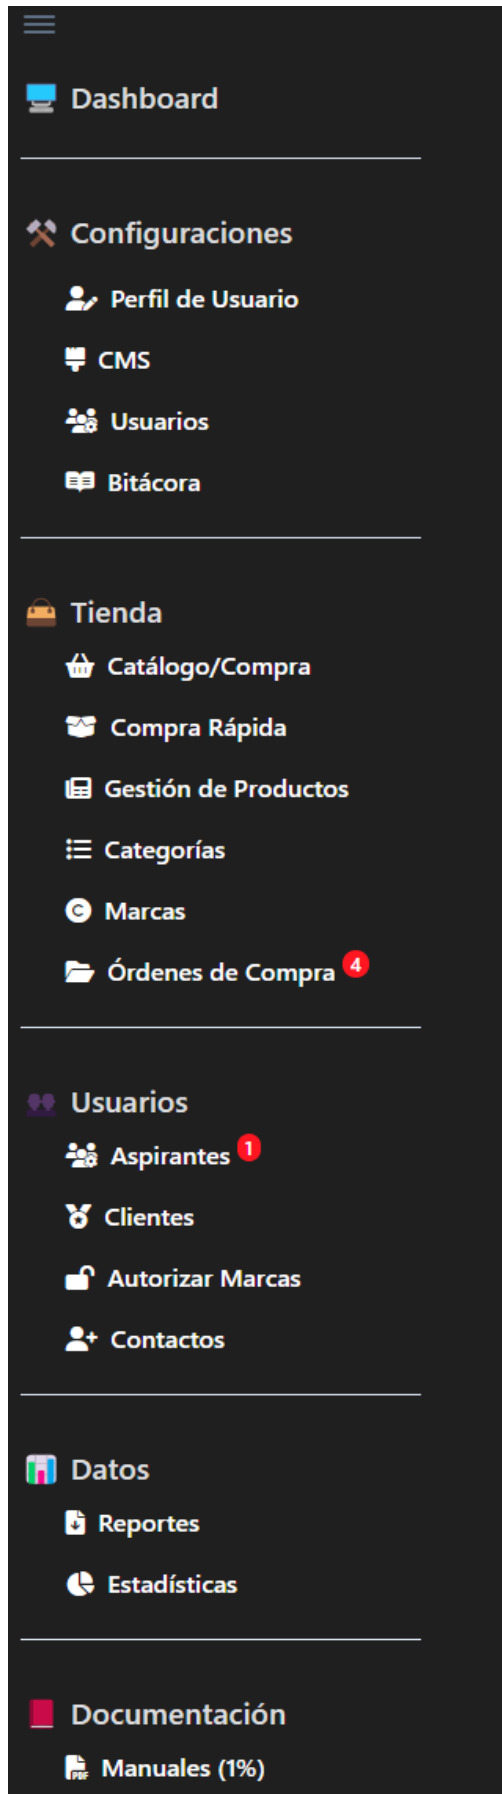 Dashboard
Configuraciones
Perfil de Usuario
CMS
Usuarios
Bitácora
Tienda
Catálogo/Compra
Compra Rápida
Gestión de Productos
Categorías
Marcas
Órdenes de Compra 4
Usuarios
Aspirantes 1
Clientes
Autorizar Marcas
Contactos
Datos
Reportes
Estadísticas
Documentación
Manuales (1%)